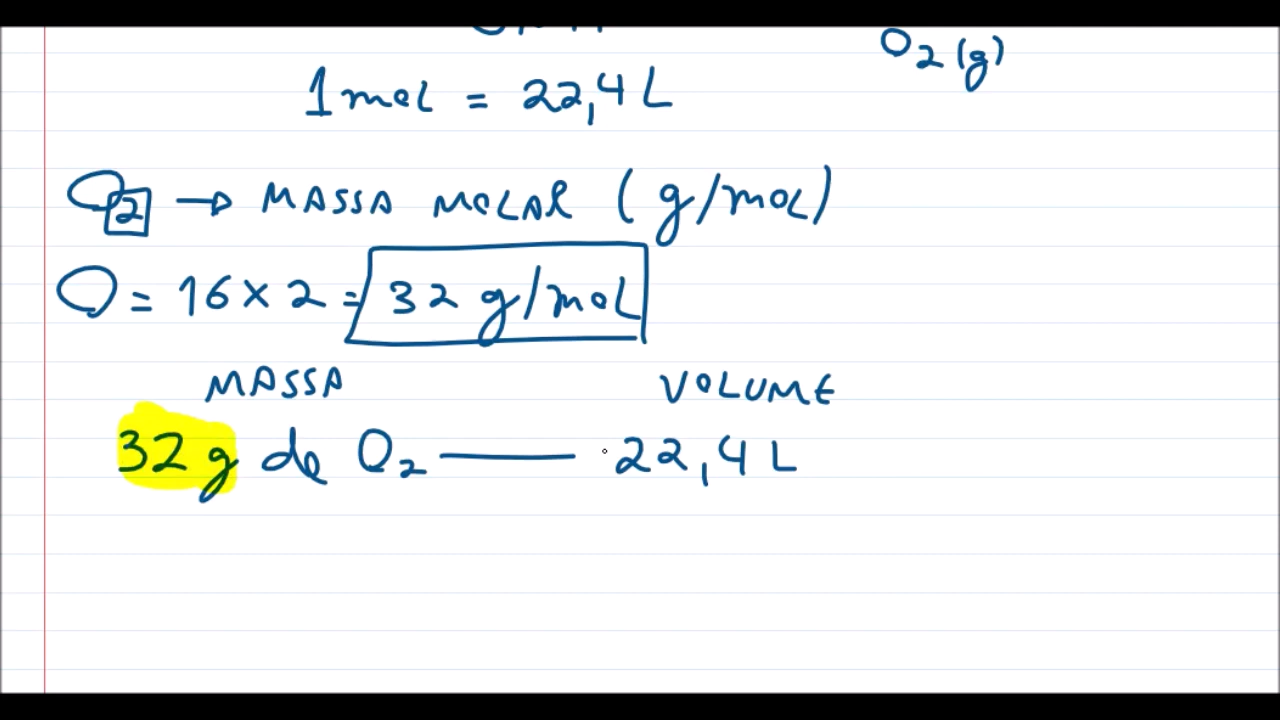 O2 (g)
1 mol = 22,4 L
O2 → MASSA MOLAR (g/mol)
O = 16 x 2 = 32 g/mol
MASSA VOLUME
32 g de O2 —— 22,4 L